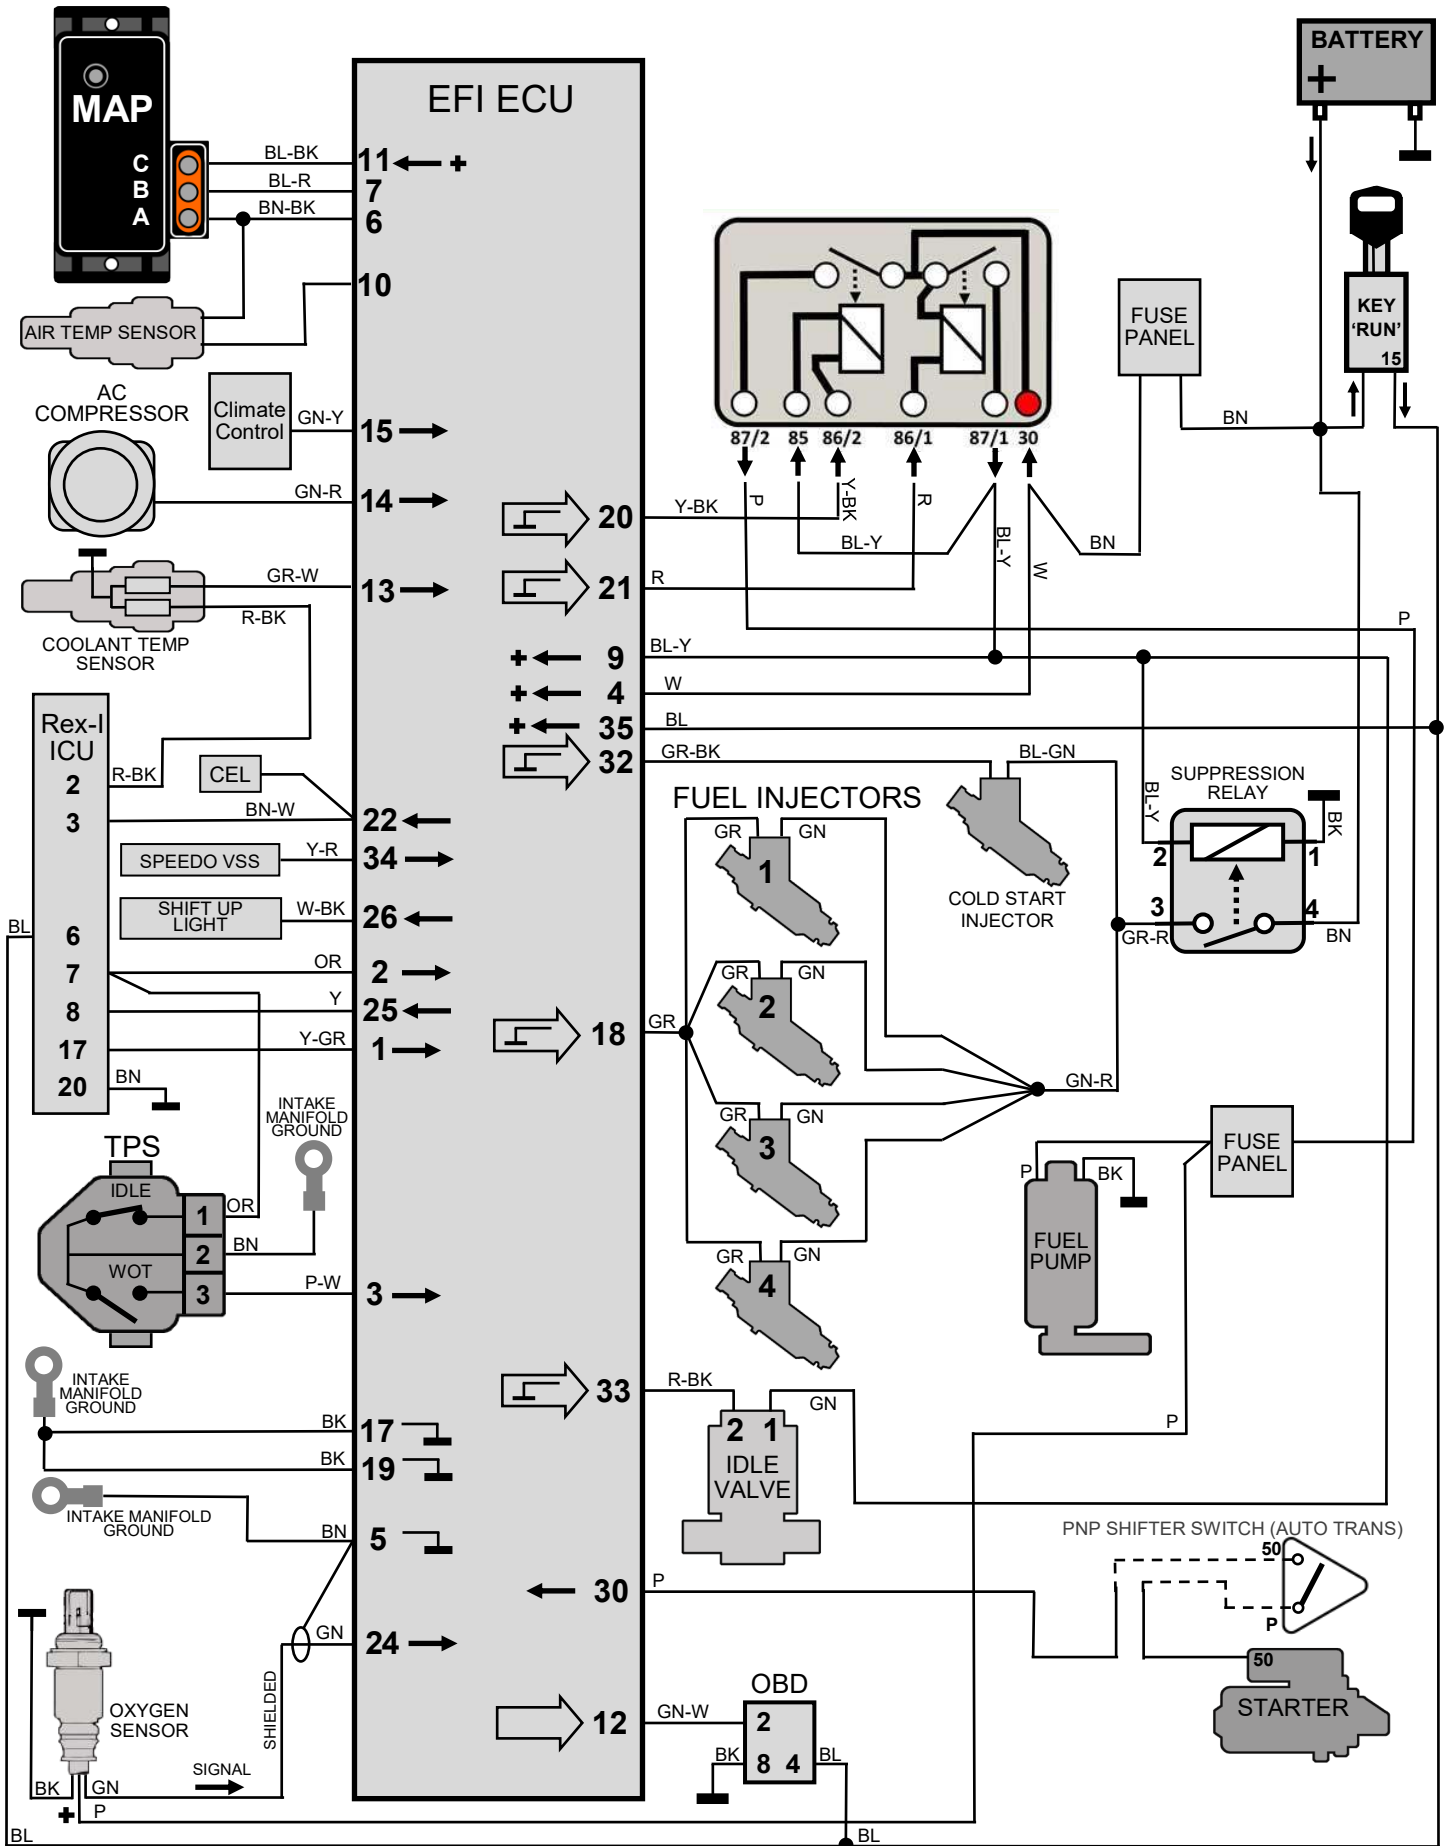 MAP
C
B
A
BL-BK
BL-R
BN-BK
EFI ECU
11
+
7
6
10
AIR TEMP SENSOR
AC
COMPRESSOR
Climate
Control
GN-Y
15
GN-R
14
GR-W
13
R-BK
COOLANT TEMP
SENSOR
Rex-I
ICU
2
3
6
7
8
17
20
R-BK
CEL
BN-W
22
SPEEDO VSS
Y-R
34
SHIFT UP
LIGHT
W-BK
26
BL
OR
2
Y
25
Y-GR
1
BN
INTAKE
MANIFOLD
GROUND
TPS
IDLE
WOT
1
2
3
OR
BN
P-W
3
INTAKE
MANIFOLD
GROUND
BK
17
BK
19
INTAKE MANIFOLD
GROUND
BN
5
GN
24
OXYGEN
SENSOR
SHIELDED
SIGNAL
BK
GN
+
P
BL
BATTERY
+
KEY
‘RUN’
15
FUSE
PANEL
BN
87/2
85
86/2
86/1
87/1
30
P
Y-BK
R
BL-Y
W
BL-Y
BN
20
Y-BK
21
R
+
9
BL-Y
+
4
W
+
35
BL
32
GR-BK
BL-GN
P
FUEL INJECTORS
GR
GN
1
GR
GN
2
GR
GN
3
GR
GN
4
18
GR
COLD START
INJECTOR
SUPPRESSION
RELAY
BL-Y
BK
2
1
3
4
GR-R
BN
GN-R
FUSE
PANEL
P
BK
FUEL
PUMP
P
33
R-BK
GN
2
1
IDLE
VALVE
PNP SHIFTER SWITCH (AUTO TRANS)
50
P
30
P
50
STARTER
OBD
12
GN-W
2
BK
8
4
BL
BL